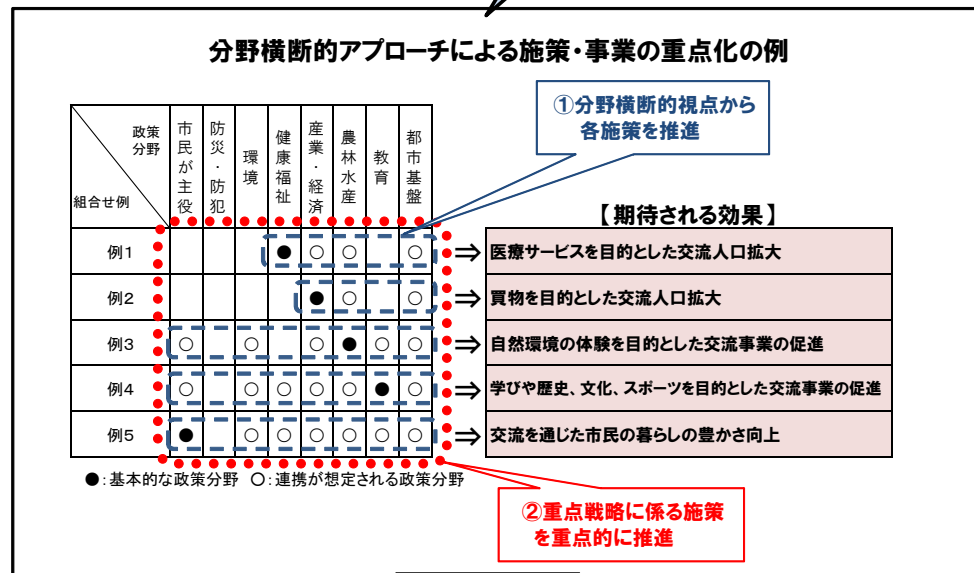 分野横断的アプローチによる施策・事業の重点化の例
①分野横断的視点から
各施策を推進
政策
分野
組合せ例
市民が主役
防災・防犯
環境
健康福祉
産業・経済
農林水産
教育
都市基盤
【期待される効果】
例1 ● ○ ○ ○ ⇒ 医療サービスを目的とした交流人口拡大
例2 ● ○ ○ ⇒ 買物を目的とした交流人口拡大
例3 ○ ○ ○ ● ○ ○ ⇒ 自然環境の体験を目的とした交流事業の促進
例4 ○ ○ ○ ○ ○ ● ○ ⇒ 学びや歴史、文化、スポーツを目的とした交流事業の促進
例5 ● ○ ○ ○ ○ ○ ○ ⇒ 交流を通じた市民の暮らしの豊かさ向上
●：基本的な政策分野 ○：連携が想定される政策分野
②重点戦略に係る施策
を重点的に推進